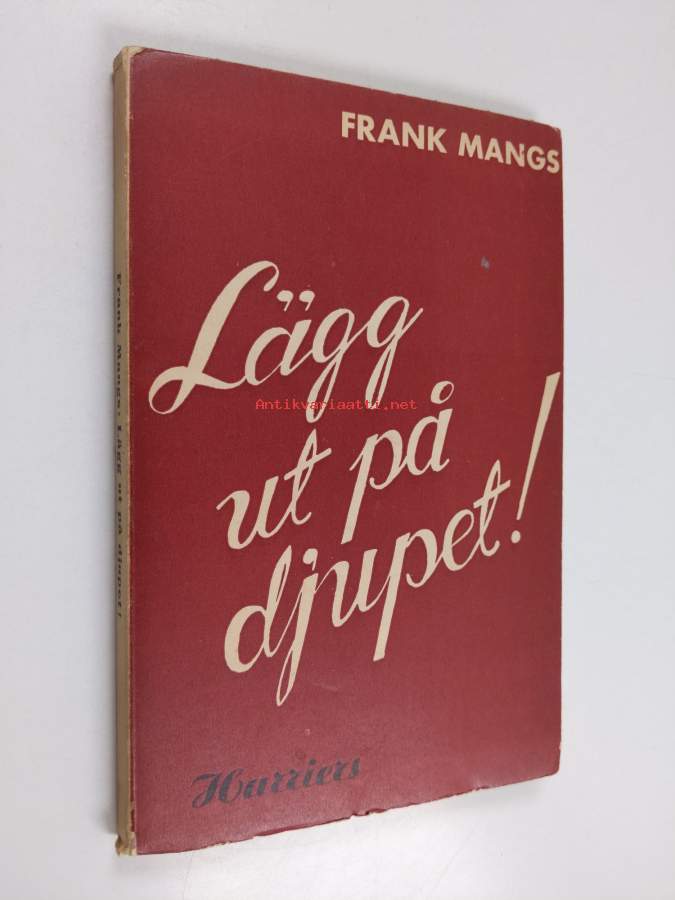 FRANK MANGS
Lägg
ut på
djupet!
Harriers
Frank Mangs: Lägg ut på djupet!
Antikvariaatti.net